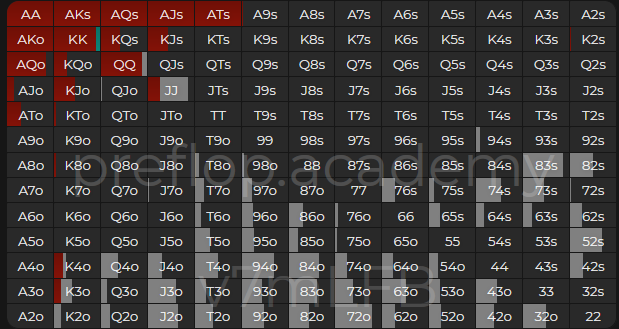 AA AKs AQs AJs ATs A9s A8s A7s A6s A5s A4s A3s A2s
AKo KK KQs KJs KTs K9s K8s K7s K6s K5s K4s K3s K2s
AQo KQo QQ QJs QTs Q9s Q8s Q7s Q6s Q5s Q4s Q3s Q2s
AJo KJo QJo JJ JTs J9s J8s J7s J6s J5s J4s J3s J2s
ATo KTo QTo JTo TT T9s T8s T7s T6s T5s T4s T3s T2s
A9o K9o Q9o J9o T9o 99 98s 97s 96s 95s 94s 93s 92s
A8o K8o Q8o J8o T8o 98o 88 87s 86s 85s 84s 83s 82s
preflop.academy
A7o K7o Q7o J7o T7o 97o 87o 77 76s 75s 74s 73s 72s
A6o K6o Q6o J6o T6o 96o 86o 76o 66 65s 64s 63s 62s
A5o K5o Q5o J5o T5o 95o 85o 75o 65o 55 54s 53s 52s
A4o K4o Q4o J4o T4o 94o 84o 74o 64o 54o 44 43s 42s
A3o K3o Q3o J3o T3o 93o 83o 73o 63o 53o 43o 33 32s
A2o K2o Q2o J2o T2o 92o 82o 72o 62o 52o 42o 32o 22